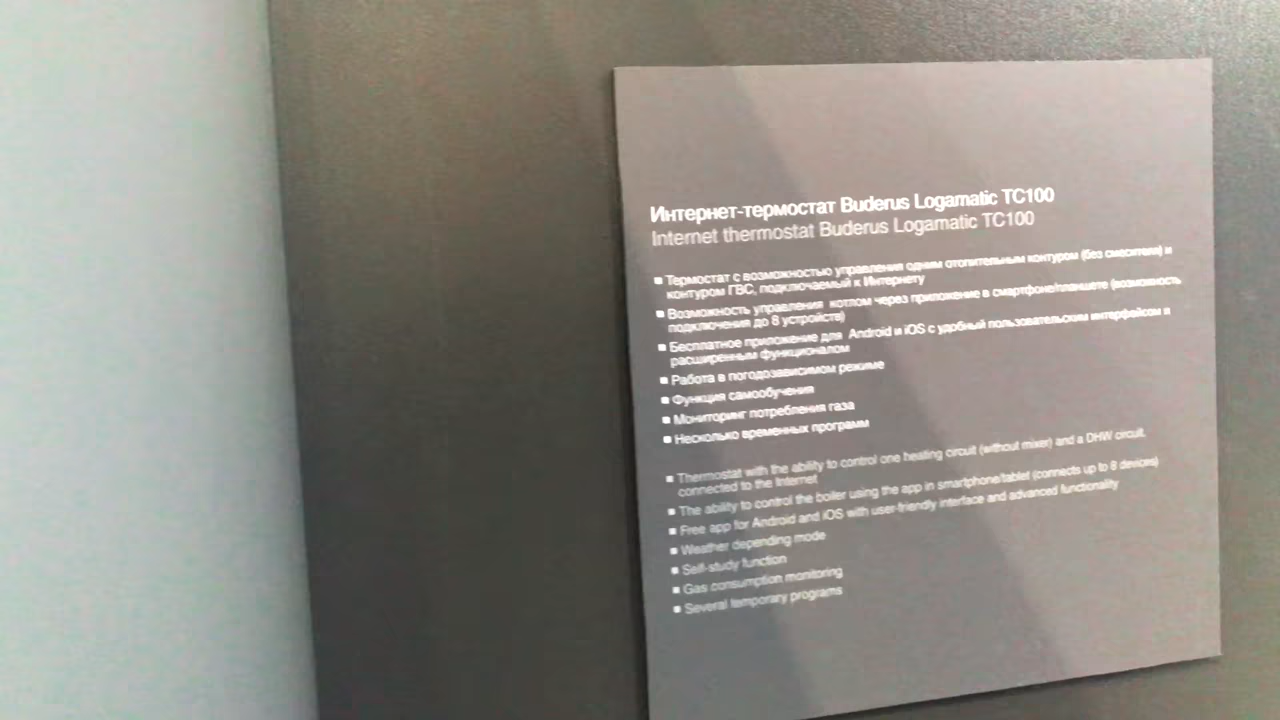 Интернет-термостат Buderus Logamatic TC100
Internet thermostat Buderus Logamatic TC100
▪ Термостат с возможностью управления одним отопительным контуром (без смесителя) и
контуром ГВС, подключаемый к Интернету
▪ Возможность управления котлом через приложение в смартфоне/планшете (возможность
подключения до 8 устройств)
▪ Бесплатное приложение для Android и iOS с удобный пользовательским интерфейсом и
расширенным функционалом
▪ Работа в погодозависимом режиме
▪ Функция самообучения
▪ Мониторинг потребления газа
▪ Несколько временных программ
▪ Thermostat with the ability to control one heating circuit (without mixer) and a DHW circuit,
connected to the Internet
▪ The ability to control the boiler using the app in smartphone/tablet (connects up to 8 devices)
▪ Free app for Android and iOS with user-friendly interface and advanced functionality
▪ Weather depending mode
▪ Self-study function
▪ Gas consumption monitoring
▪ Several temporary programs